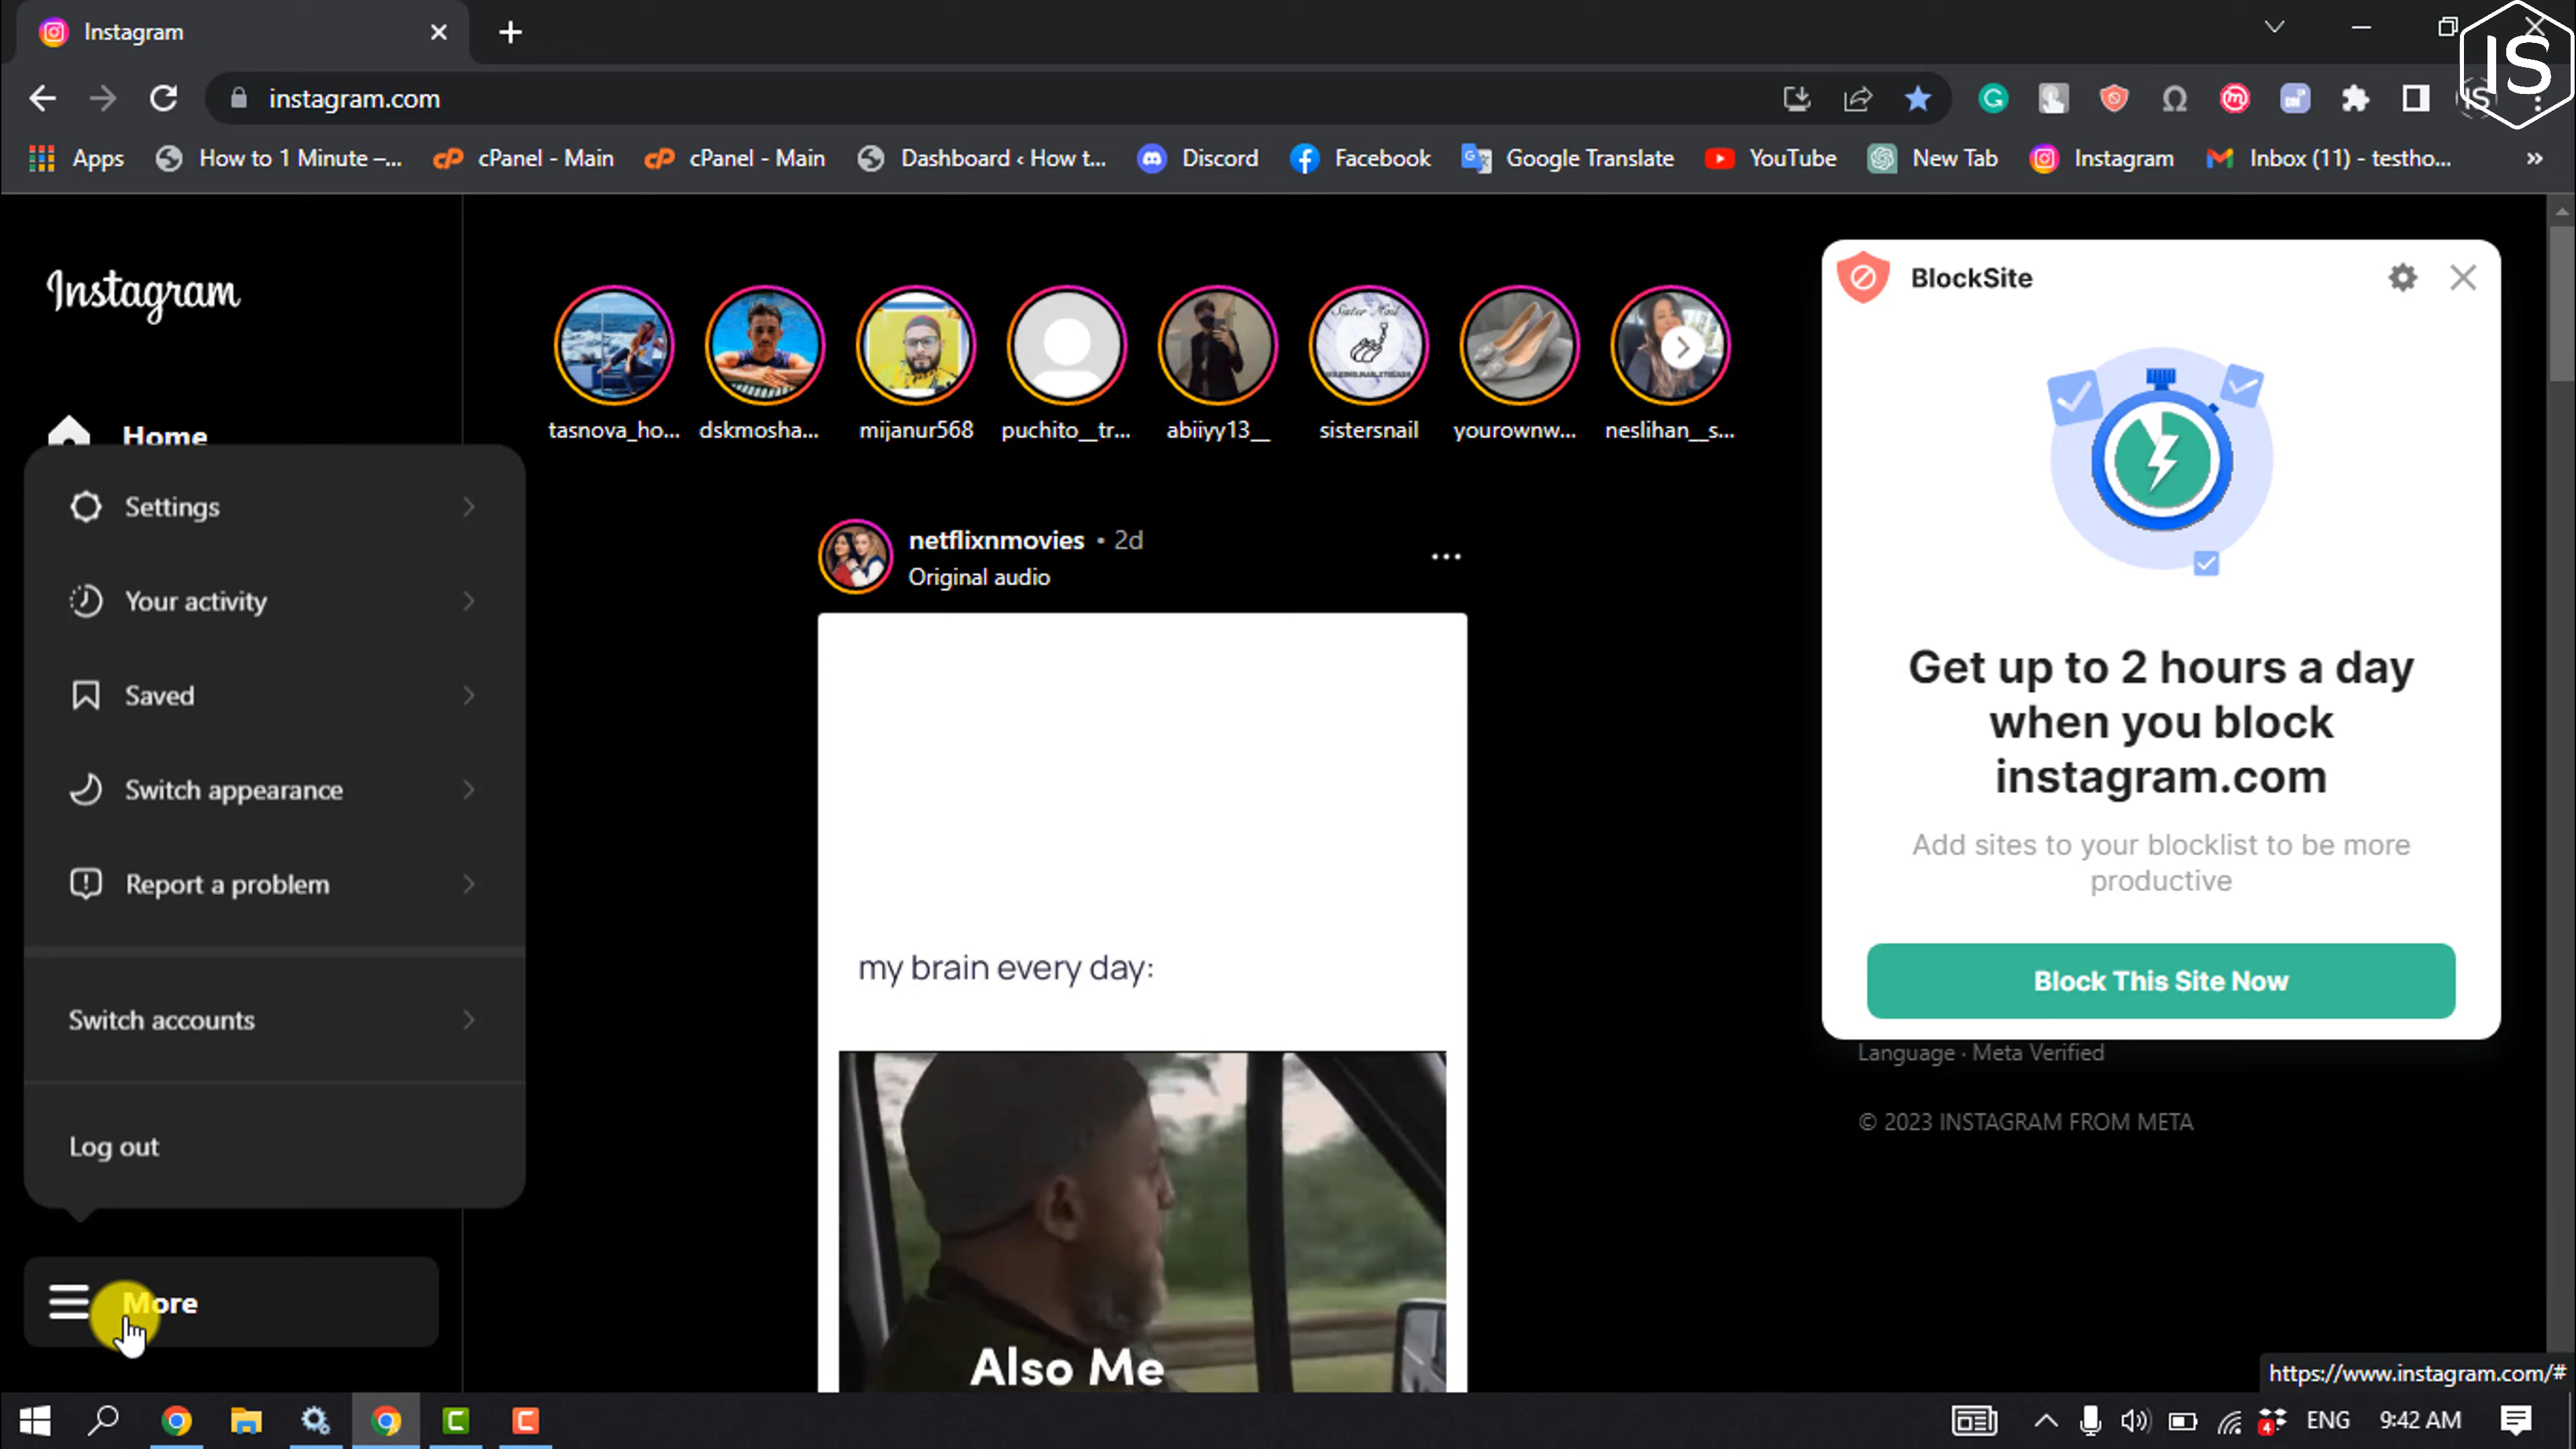 Instagram
IS
instagram.com
Apps
How to 1 Minute –...
cPanel - Main
cPanel - Main
Dashboard ‹ How t...
Discord
Facebook
Google Translate
YouTube
New Tab
Instagram
Inbox (11) - testho...
»
Instagram
Home
Settings
Your activity
Saved
Switch appearance
Report a problem
Switch accounts
Log out
More
tasnova_ho...
dskmosha...
mijanur568
puchito__tr...
abiiyy13__
sistersnail
yourownw...
neslihan__s...
netflixnmovies • 2d
Original audio
my brain every day:
Also Me
BlockSite
Get up to 2 hours a day
when you block
instagram.com
Add sites to your blocklist to be more
productive
Block This Site Now
Language · Meta Verified
© 2023 INSTAGRAM FROM META
https://www.instagram.com/#
4
ENG
9:42 AM